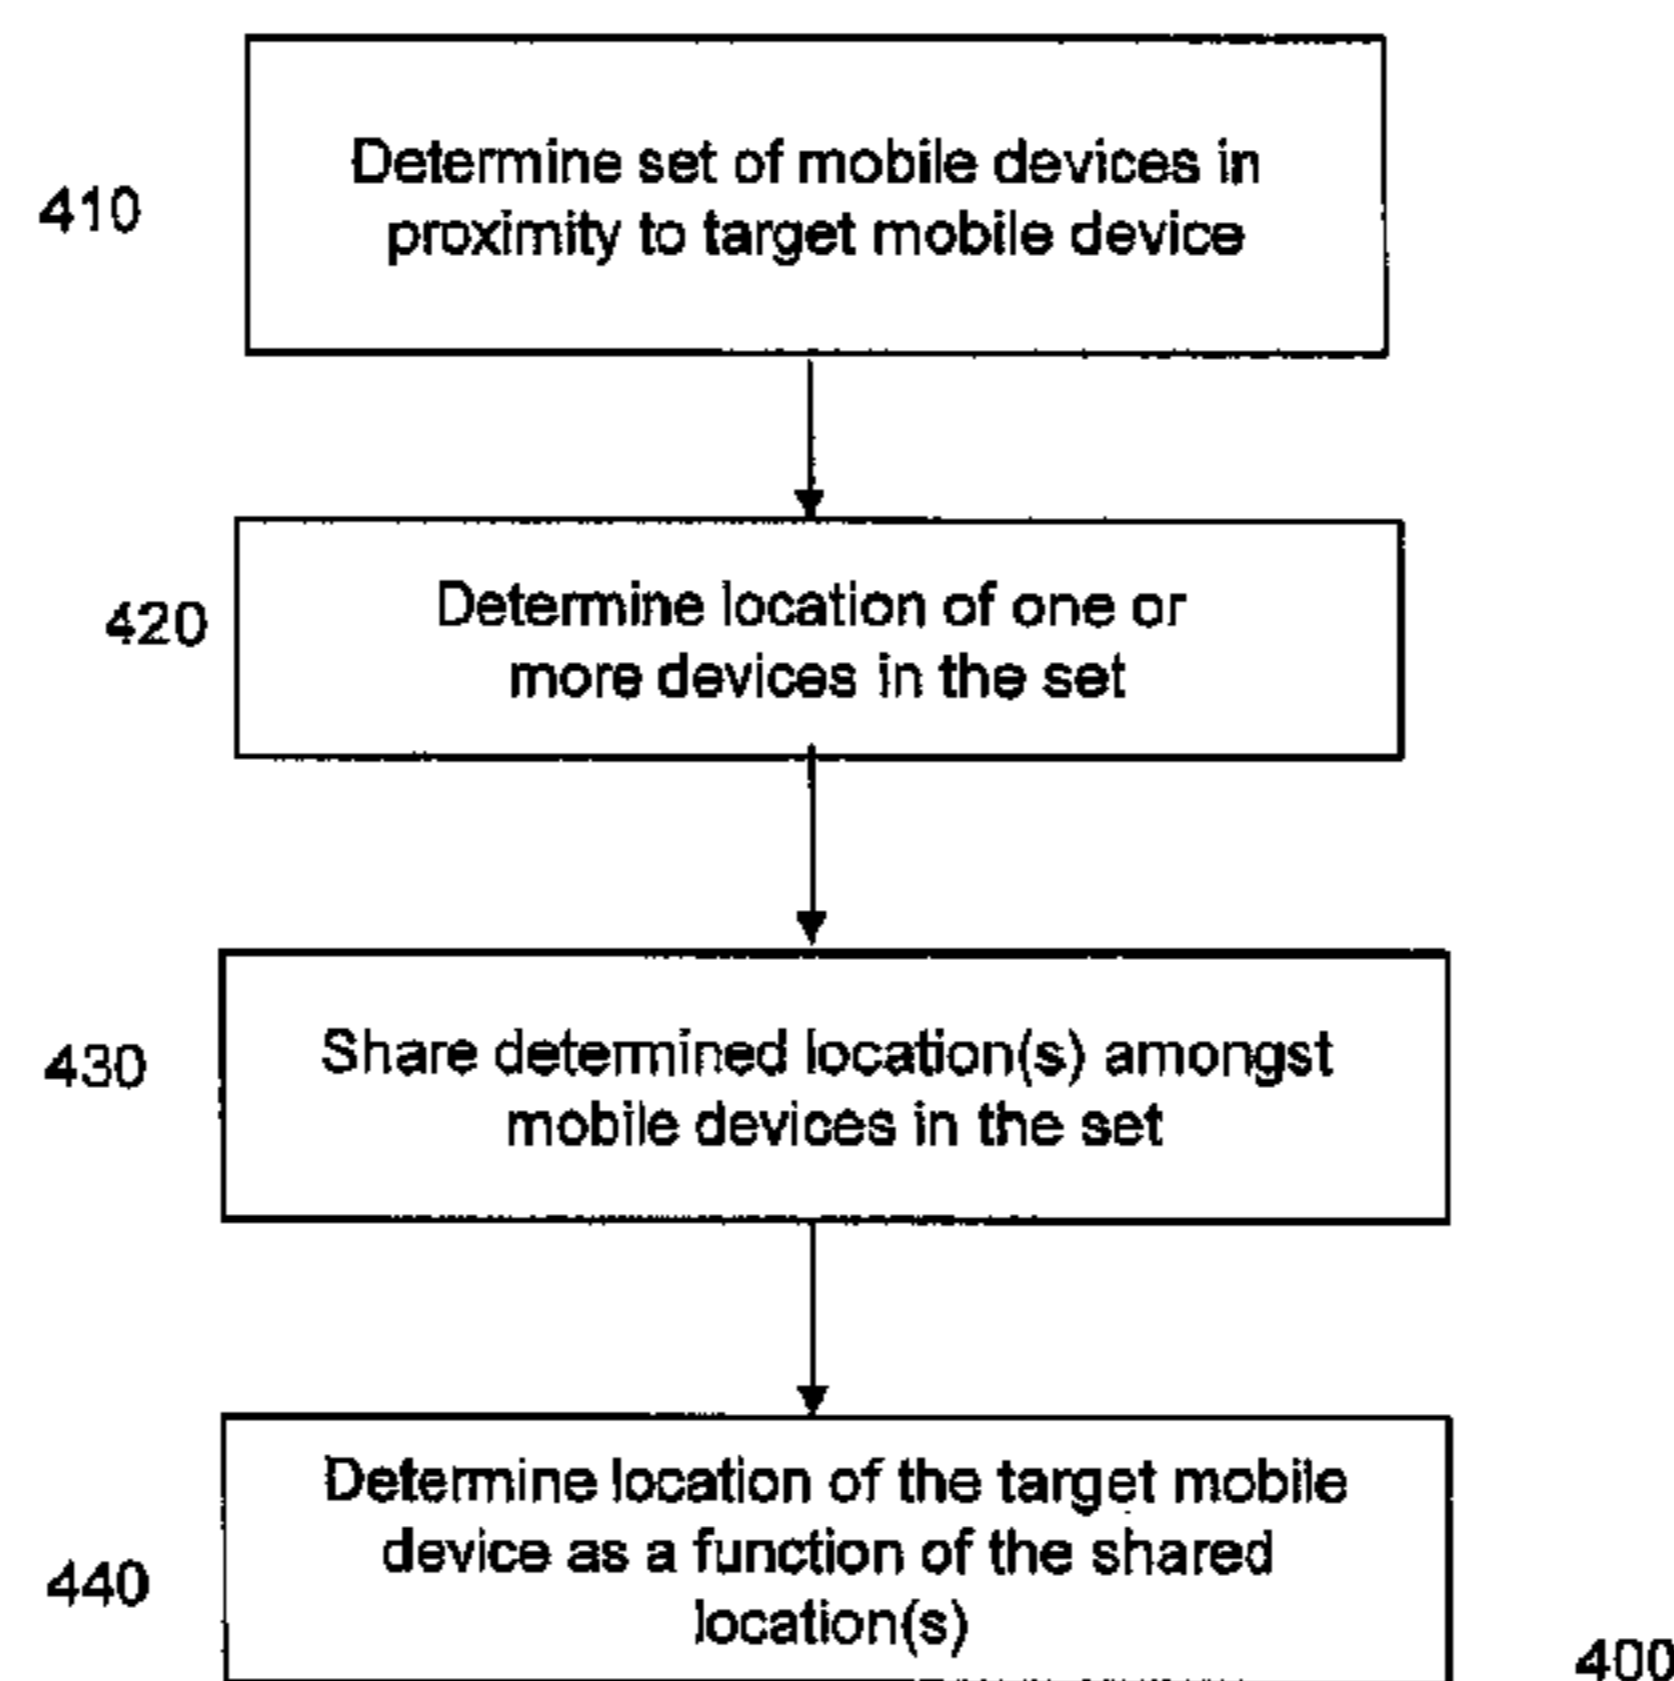 410
Determine set of mobile devices in
proximity to target mobile device
420
Determine location of one or
more devices in the set
430
Share determined location(s) amongst
mobile devices in the set
440
Determine location of the target mobile
device as a function of the shared
location(s)
400